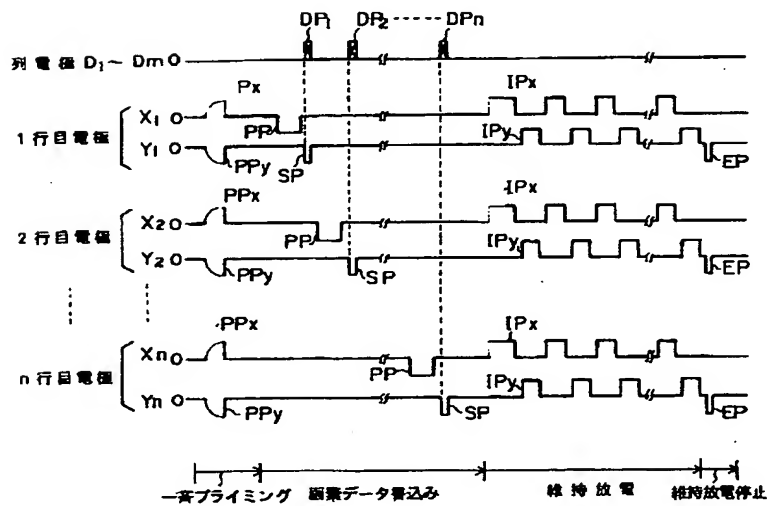 DP₁ DP₂ DPn
列電極 D₁〜Dm 0
Px IPx
X₁ 0
1行目電極
PP IPy
Y₁ 0
PPy SP EP
PPx IPx
X₂ 0
2行目電極
PP IPy
Y₂ 0
PPy SP EP
PPx IPx
Xn 0
n行目電極
PP IPy
Yn 0
PPy SP EP
一斉プライミング 画素データ書込み 維持放電 維持放電停止